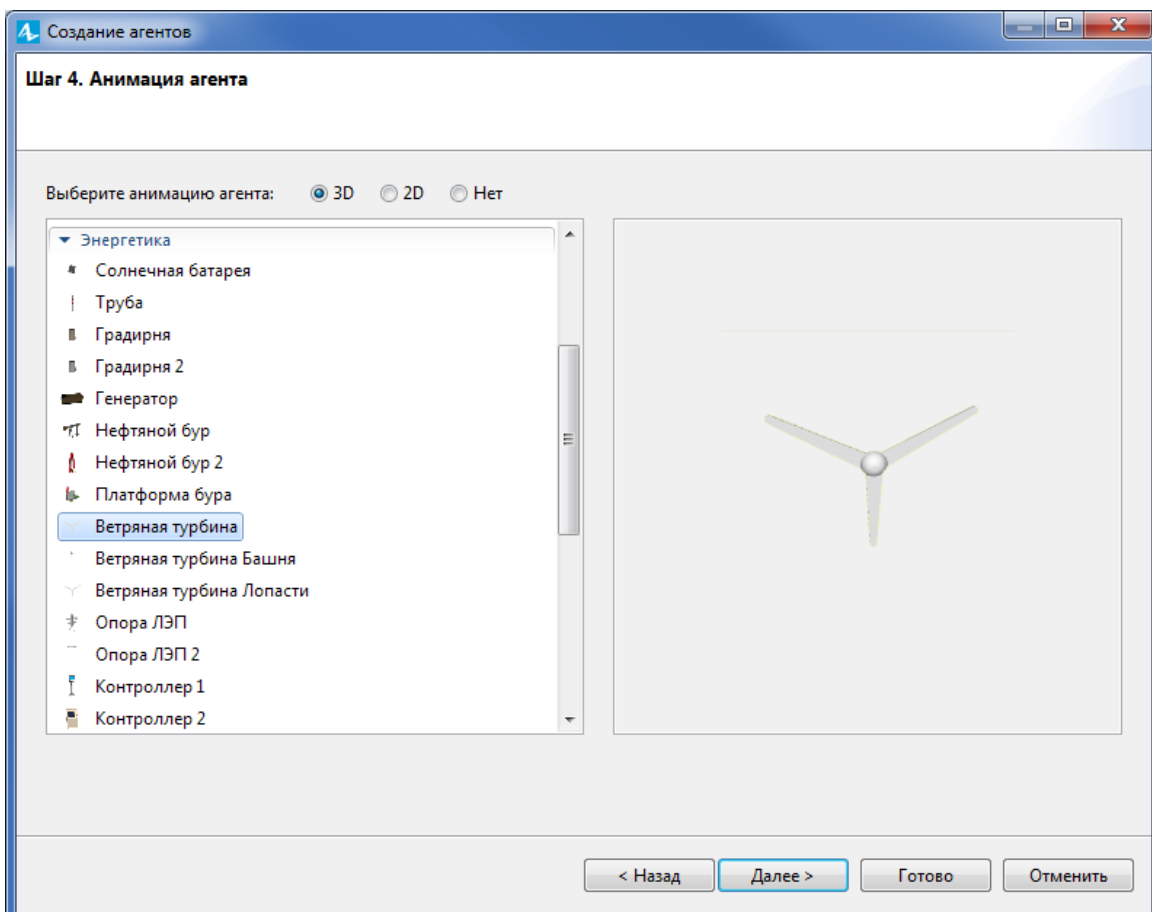 Создание агентов
Шаг 4. Анимация агента
Выберите анимацию агента: 3D 2D Нет
Энергетика
Солнечная батарея
Труба
Градирня
Градирня 2
Генератор
Нефтяной бур
Нефтяной бур 2
Платформа бура
Ветряная турбина
Ветряная турбина Башня
Ветряная турбина Лопасти
Опора ЛЭП
Опора ЛЭП 2
Контроллер 1
Контроллер 2
< Назад Далее > Готово Отменить